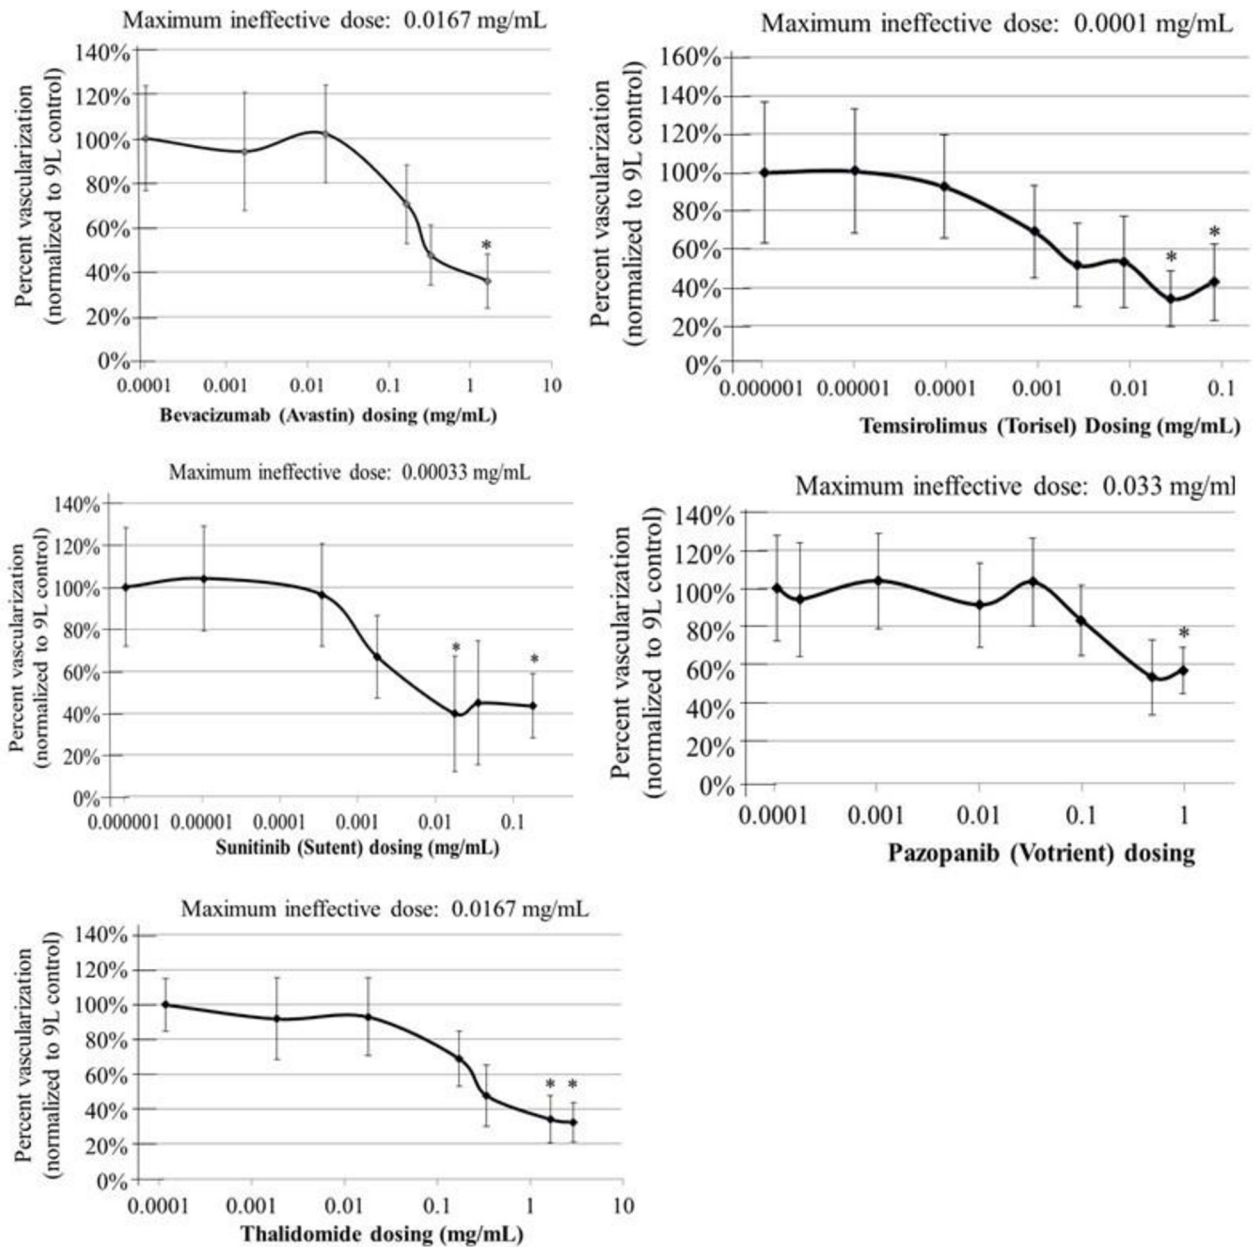 Maximum ineffective dose: 0.0167 mg/mL
Percent vascularization
(normalized to 9L control)
140%
120%
100%
80%
60%
40%
20%
0%
*
0.0001 0.001 0.01 0.1 1 10
Bevacizumab (Avastin) dosing (mg/mL)
Maximum ineffective dose: 0.0001 mg/mL
Percent vascularization
(normalized to 9L control)
160%
140%
120%
100%
80%
60%
40%
20%
0%
* *
0.000001 0.00001 0.0001 0.001 0.01 0.1
Temsirolimus (Torisel) Dosing (mg/mL)
Maximum ineffective dose: 0.00033 mg/mL
Percent vascularization
(normalized to 9L control)
140%
120%
100%
80%
60%
40%
20%
0%
* *
0.000001 0.00001 0.0001 0.001 0.01 0.1
Sunitinib (Sutent) dosing (mg/mL)
Maximum ineffective dose: 0.033 mg/ml
Percent vascularization
(normalized to 9L control)
140%
120%
100%
80%
60%
40%
20%
0%
*
0.0001 0.001 0.01 0.1 1
Pazopanib (Votrient) dosing
Maximum ineffective dose: 0.0167 mg/mL
Percent vascularization
(normalized to 9L control)
140%
120%
100%
80%
60%
40%
20%
0%
* *
0.0001 0.001 0.01 0.1 1 10
Thalidomide dosing (mg/mL)